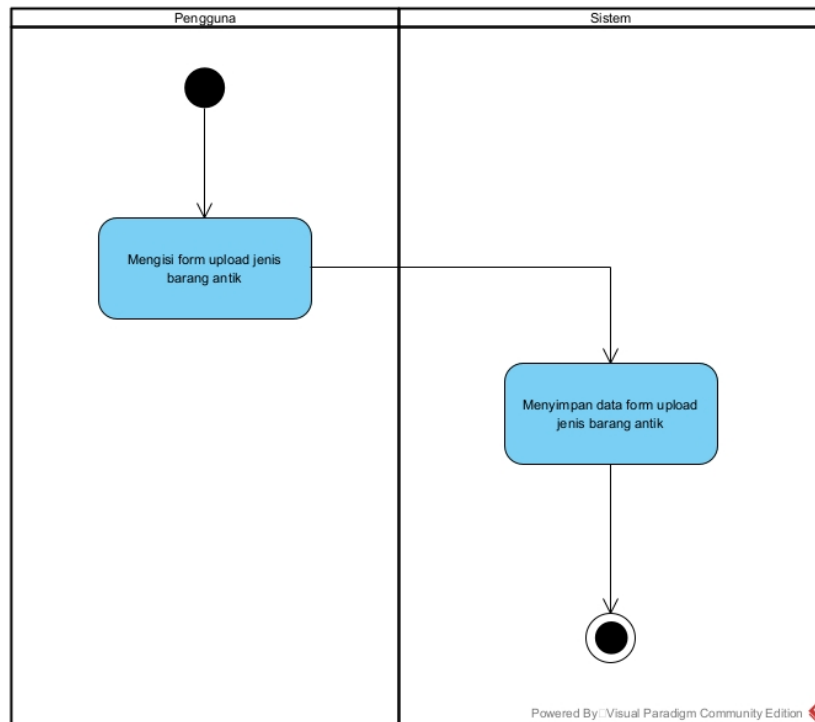 Pengguna
Sistem
Mengisi form upload jenis
barang antik
Menyimpan data form upload
jenis barang antik
Powered By□Visual Paradigm Community Edition